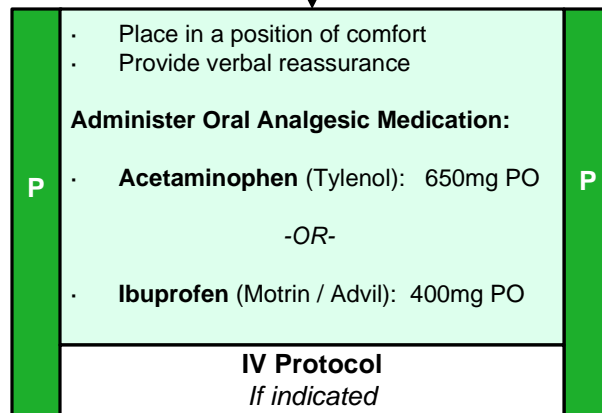 · Place in a position of comfort
· Provide verbal reassurance
Administer Oral Analgesic Medication:
P
· Acetaminophen (Tylenol): 650mg PO
P
-OR-
· Ibuprofen (Motrin / Advil): 400mg PO
IV Protocol
If indicated